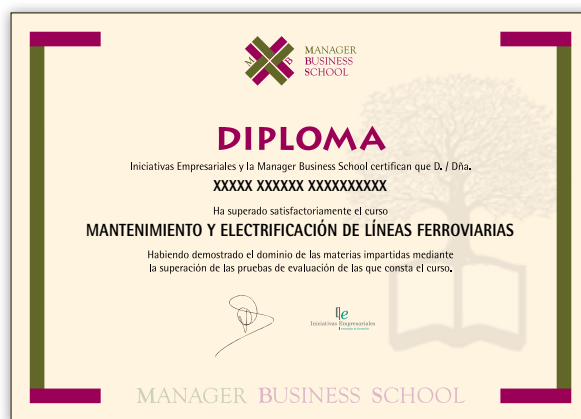 M B
MANAGER
BUSINESS
SCHOOL
DIPLOMA
Iniciativas Empresariales y la Manager Business School certifican que D. / Dña.
XXXXX XXXXXX XXXXXXXXXX
Ha superado satisfactoriamente el curso
MANTENIMIENTO Y ELECTRIFICACIÓN DE LÍNEAS FERROVIARIAS
Habiendo demostrado el dominio de las materias impartidas mediante
la superación de las pruebas de evaluación de las que consta el curso.
Iniciativas Empresariales
MANAGER BUSINESS SCHOOL